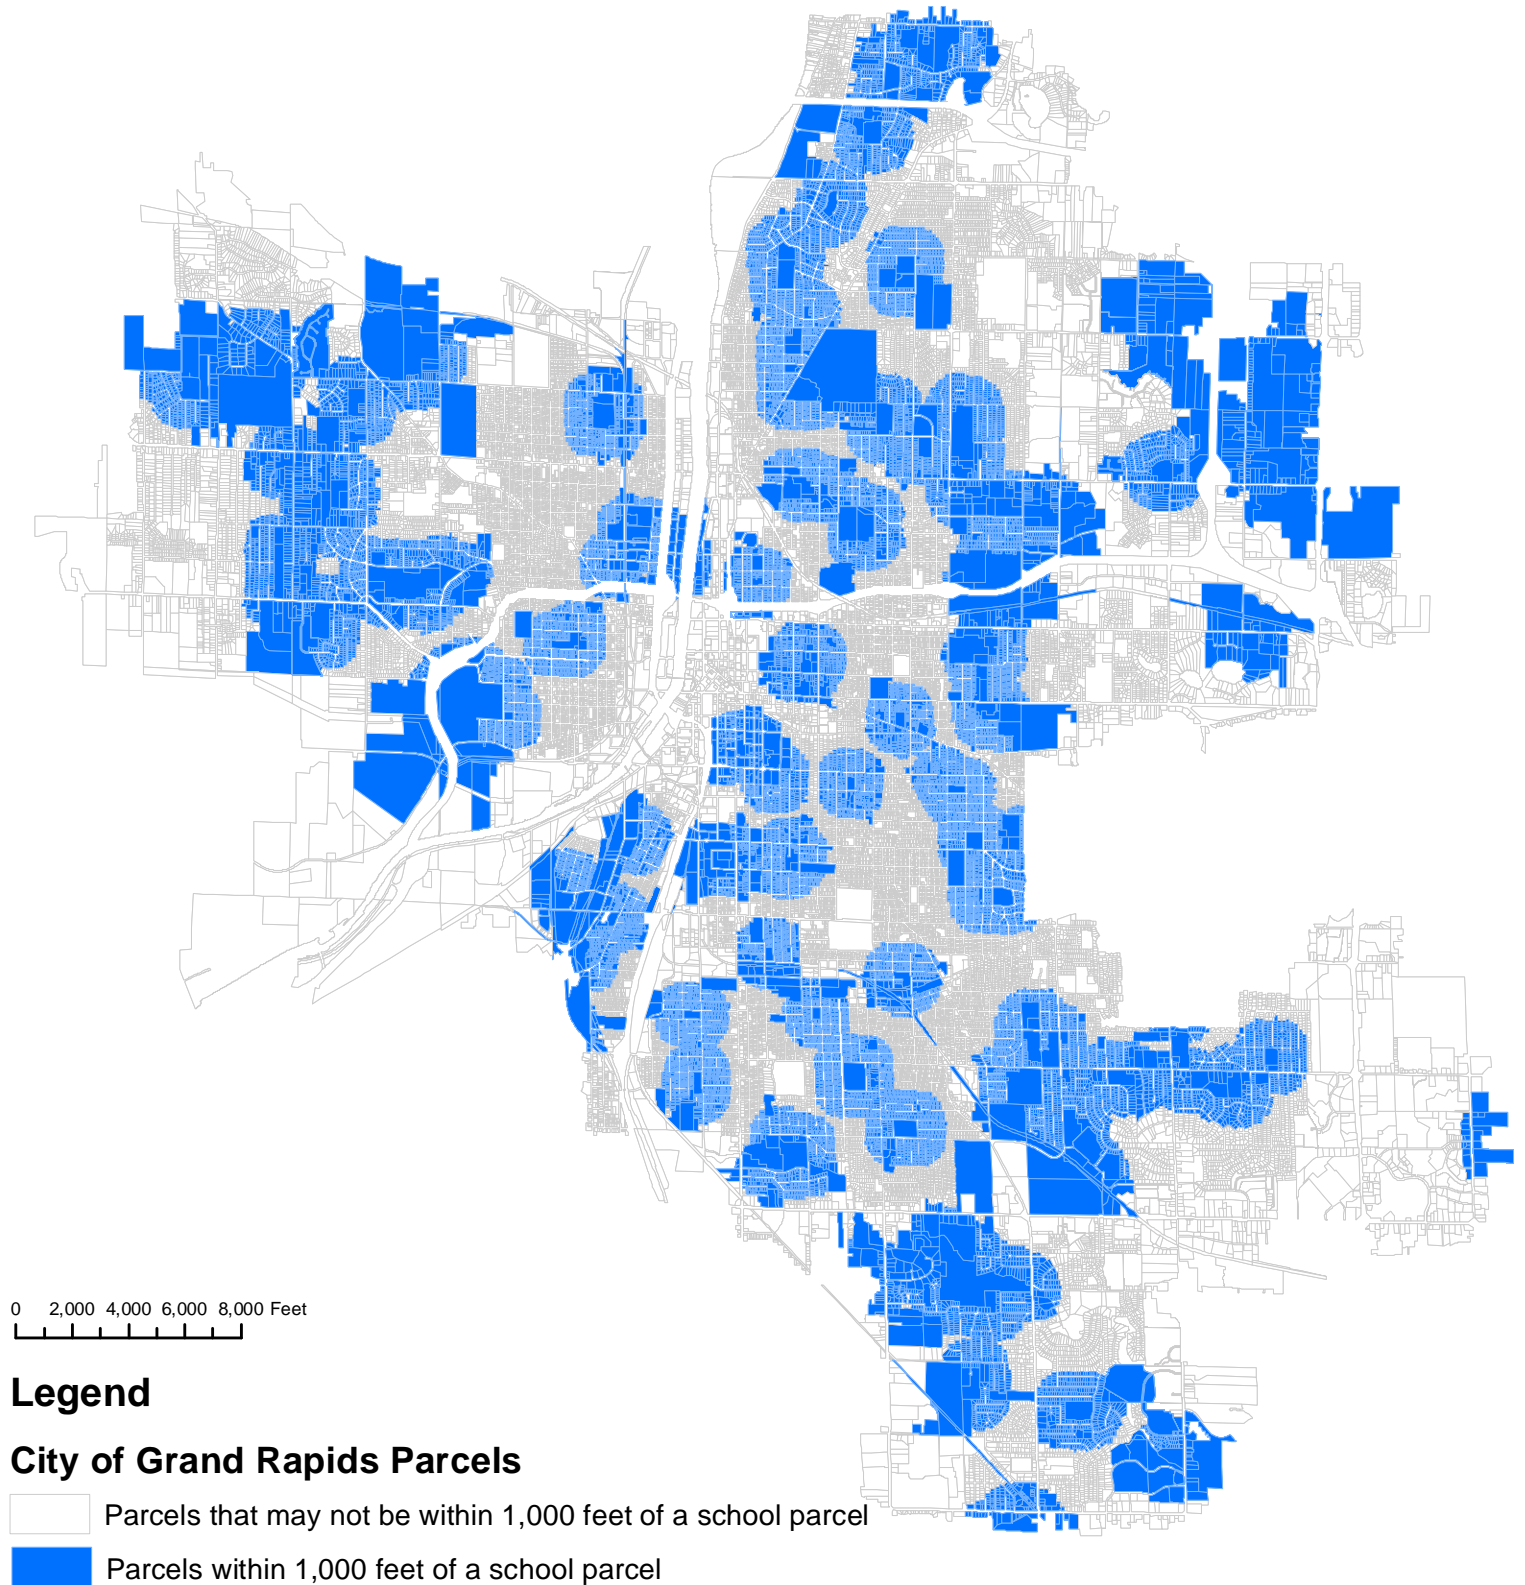 0 2,000 4,000 6,000 8,000 Feet
Legend
City of Grand Rapids Parcels
Parcels that may not be within 1,000 feet of a school parcel
Parcels within 1,000 feet of a school parcel